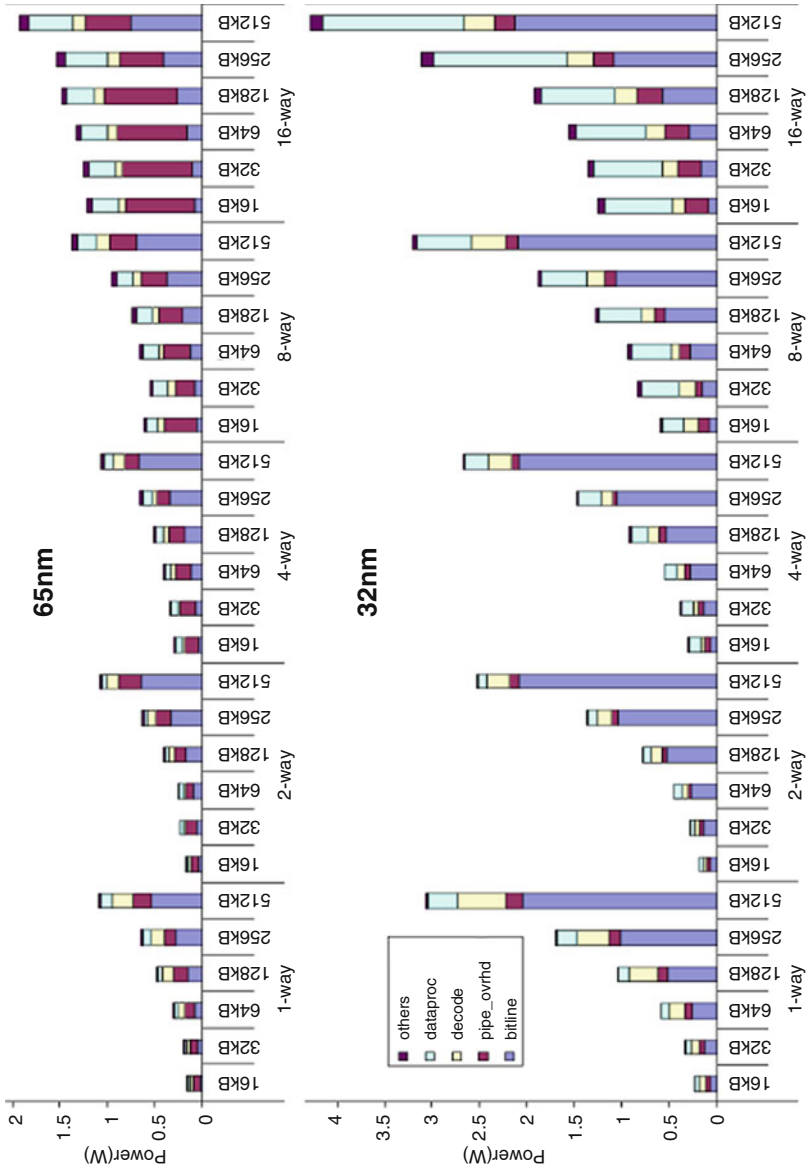 65nm
Power(W)
2
1.5
1
0.5
0
16kB 32kB 64kB 128kB 256kB 512kB 16kB 32kB 64kB 128kB 256kB 512kB 16kB 32kB 64kB 128kB 256kB 512kB 16kB 32kB 64kB 128kB 256kB 512kB 16kB 32kB 64kB 128kB 256kB 512kB
1-way 2-way 4-way 8-way 16-way
32nm
Power(W)
4
3.5
3
2.5
2
1.5
1
0.5
0
others
dataproc
decode
pipe_ovrhd
bitline
16kB 32kB 64kB 128kB 256kB 512kB 16kB 32kB 64kB 128kB 256kB 512kB 16kB 32kB 64kB 128kB 256kB 512kB 16kB 32kB 64kB 128kB 256kB 512kB 16kB 32kB 64kB 128kB 256kB 512kB
1-way 2-way 4-way 8-way 16-way